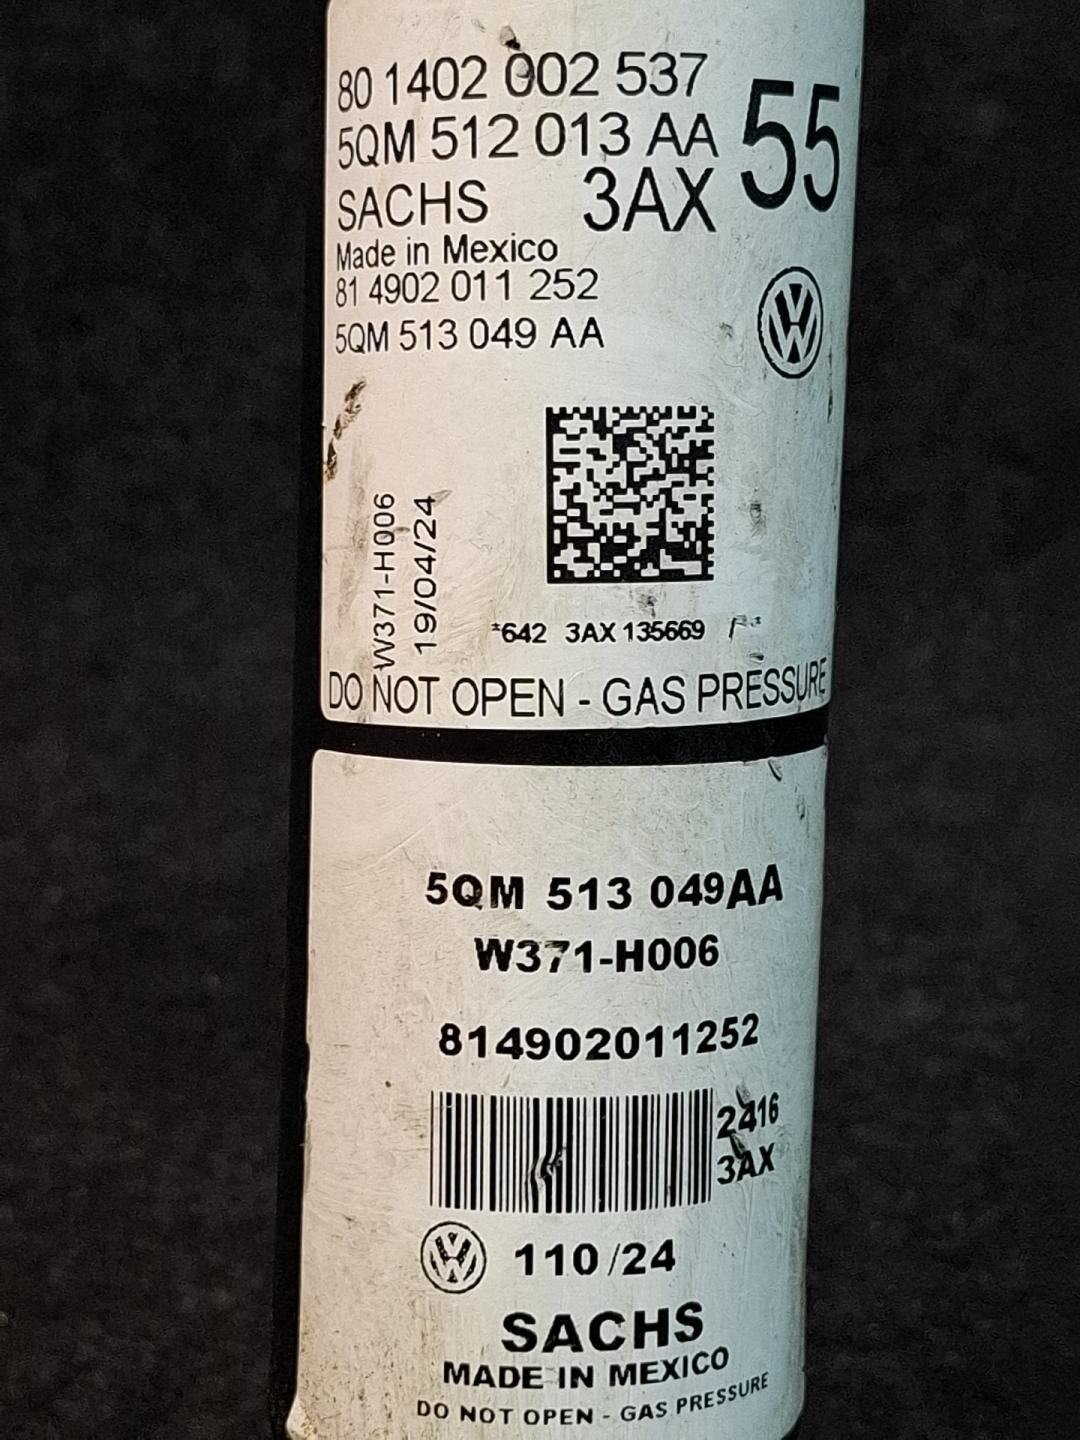 80 1402 002 537
5QM 512 013 AA 55
SACHS 3AX
Made in Mexico
81 4902 011 252
5QM 513 049 AA
W371-H006
19/04/24
*642 3AX 135669
DO NOT OPEN - GAS PRESSURE
5QM 513 049AA
W371-H006
814902011252
2416
3AX
110/24
SACHS
MADE IN MEXICO
DO NOT OPEN - GAS PRESSURE